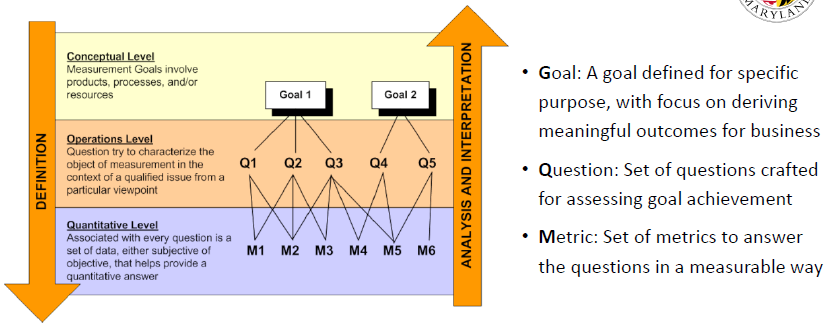 MARYLAND
DEFINITION
Conceptual Level
Measurement Goals involve
products, processes, and/or
resources
Goal 1
Goal 2
Operations Level
Question try to characterize the
object of measurement in the
context of a qualified issue from a
particular viewpoint
Q1 Q2 Q3 Q4 Q5
Quantitative Level
Associated with every question is a
set of data, either subjective of
objective, that helps provide a
quantitative answer
M1 M2 M3 M4 M5 M6
ANALYSIS AND INTERPRETATION
• Goal: A goal defined for specific
purpose, with focus on deriving
meaningful outcomes for business
• Question: Set of questions crafted
for assessing goal achievement
• Metric: Set of metrics to answer
the questions in a measurable way